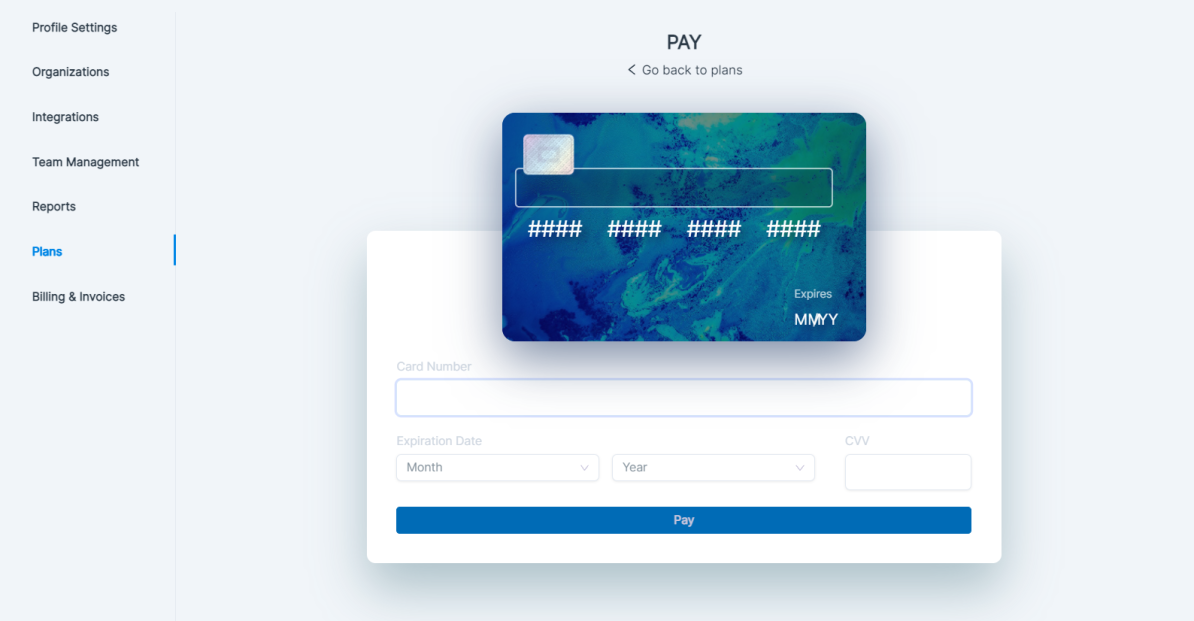 Profile Settings
Organizations
Integrations
Team Management
Reports
Plans
Billing & Invoices
PAY
Go back to plans
#### #### #### ####
Expires
MM/YY
Card Number
Expiration Date
CVV
Month
Year
Pay